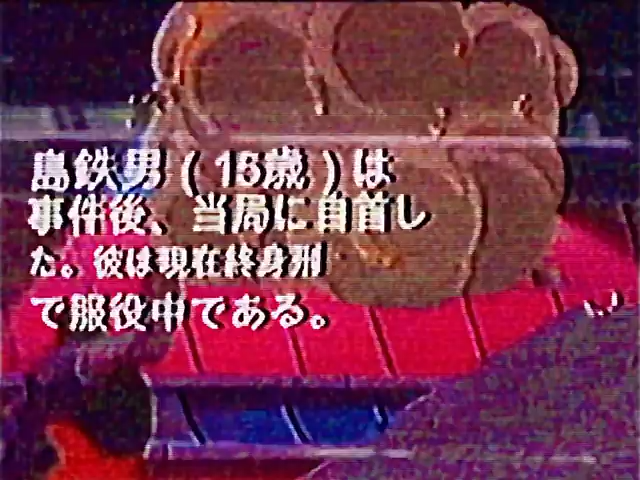 島鉄男(15歳)は
事件後、当局に自首し
た。彼は現在終身刑
で服役中である。